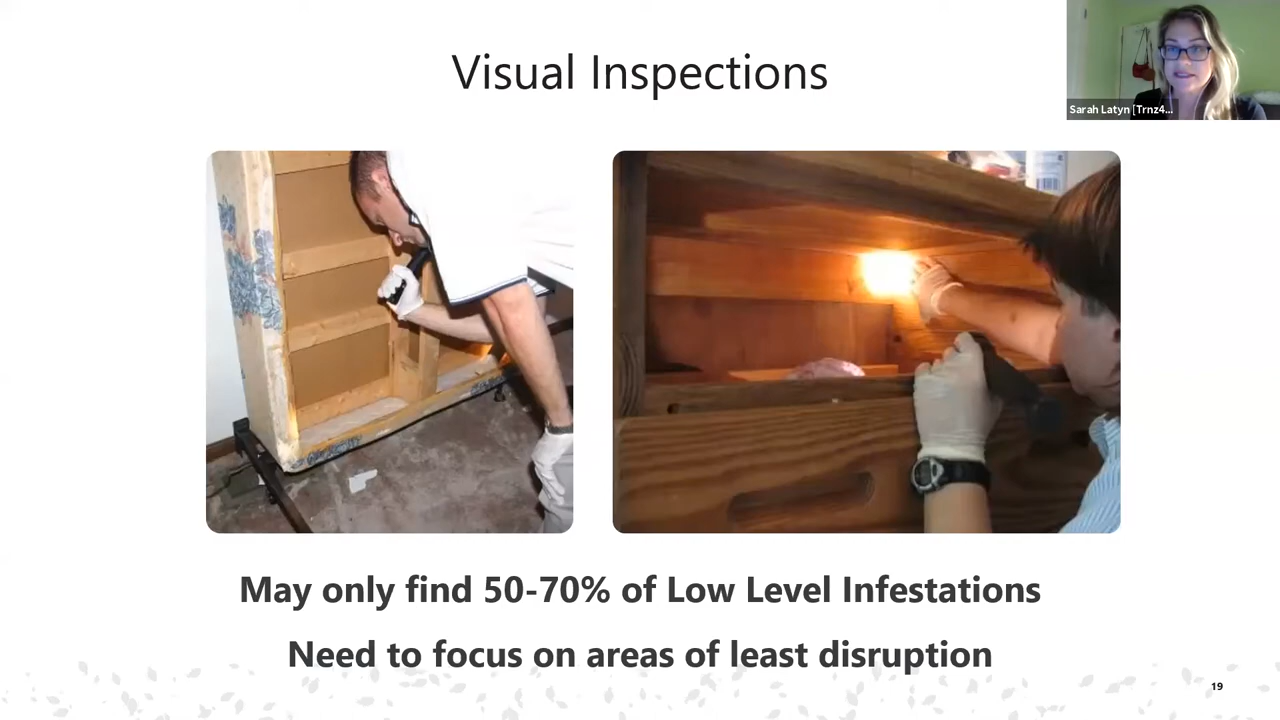 Visual Inspections
Sarah Latyn [Trnz4...
May only find 50-70% of Low Level Infestations
Need to focus on areas of least disruption
19